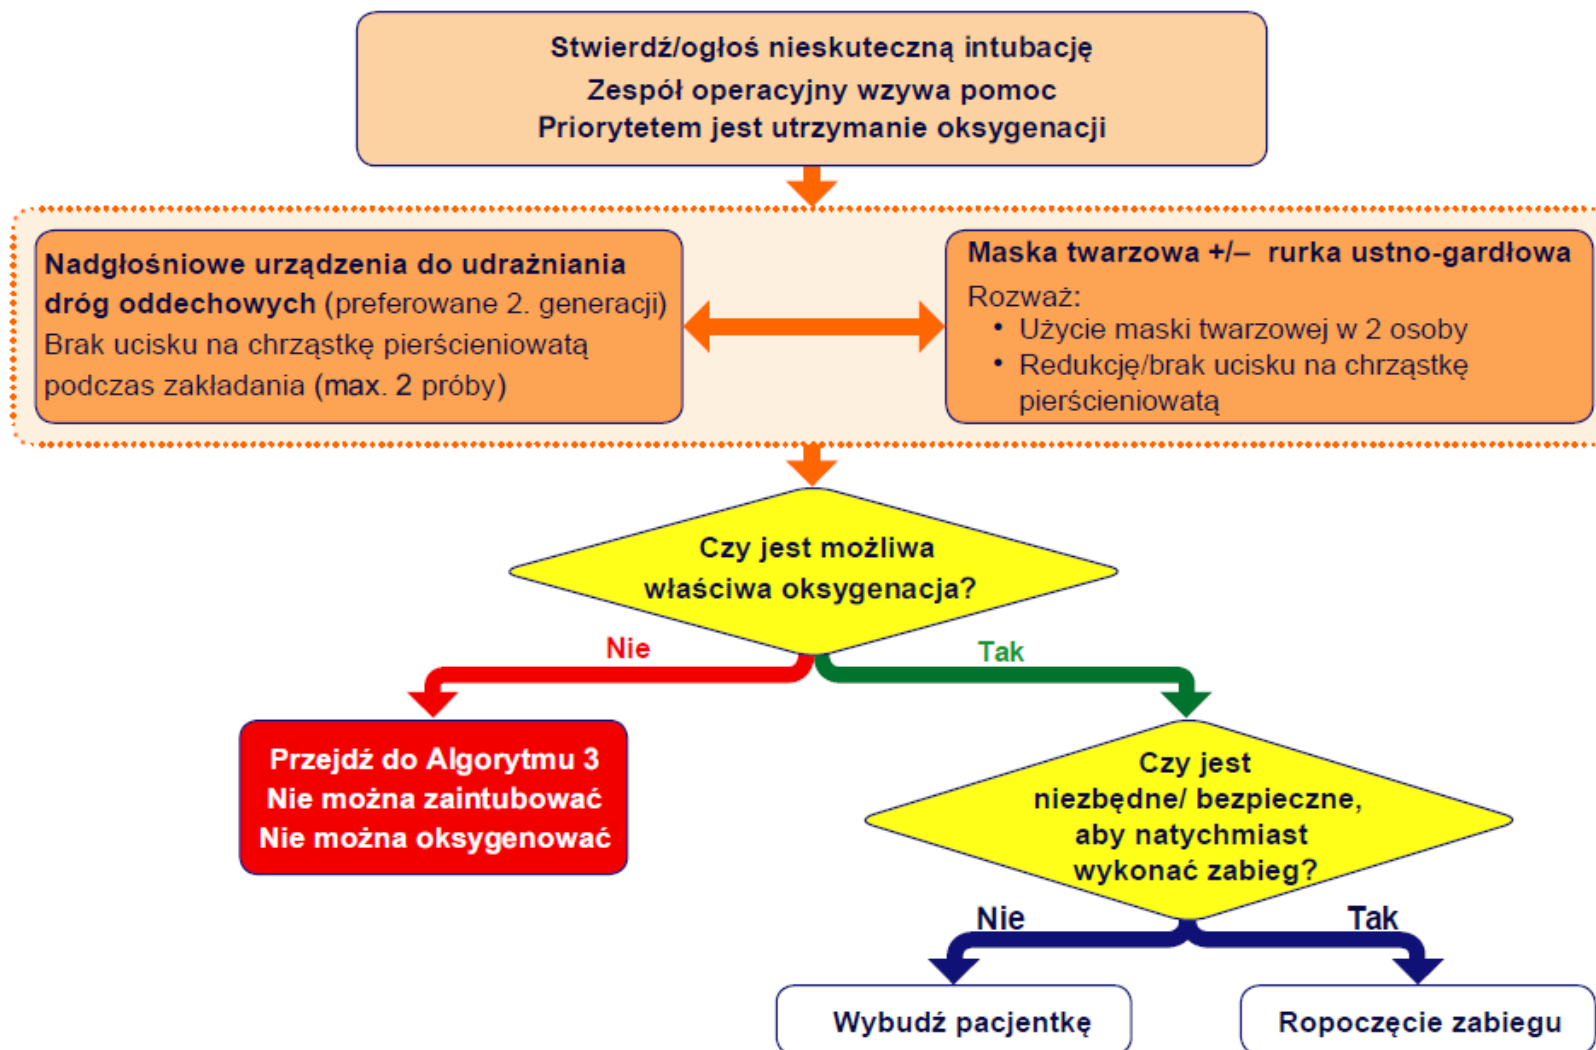 Stwierdź/ogłoś nieskuteczną intubację
Zespół operacyjny wzywa pomoc
Priorytetem jest utrzymanie oksygenacji
Nadgłośniowe urządzenia do udrażniania
dróg oddechowych (preferowane 2. generacji)
Brak ucisku na chrząstkę pierścieniowatą
podczas zakładania (max. 2 próby)
Maska twarzowa +/– rurka ustno-gardłowa
Rozważ:
• Użycie maski twarzowej w 2 osoby
• Redukcję/brak ucisku na chrząstkę
pierścieniowatą
Czy jest możliwa
właściwa oksygenacja?
Nie
Tak
Przejdź do Algorytmu 3
Nie można zaintubować
Nie można oksygenować
Czy jest
niezbędne/ bezpieczne,
aby natychmiast
wykonać zabieg?
Nie
Tak
Wybudź pacjentkę
Ropoczęcie zabiegu